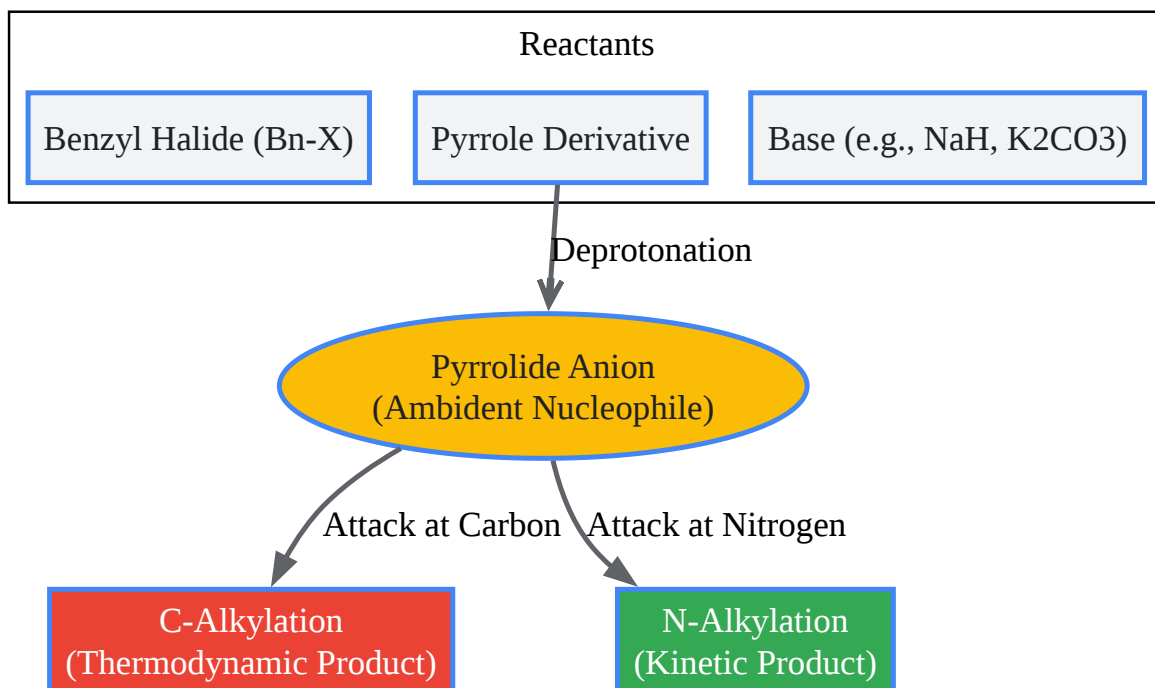 Reactants
Benzyl Halide (Bn-X)
Pyrrole Derivative
Base (e.g., NaH, K2CO3)
Deprotonation
Pyrrolide Anion
(Ambident Nucleophile)
Attack at Carbon
Attack at Nitrogen
C-Alkylation
(Thermodynamic Product)
N-Alkylation
(Kinetic Product)